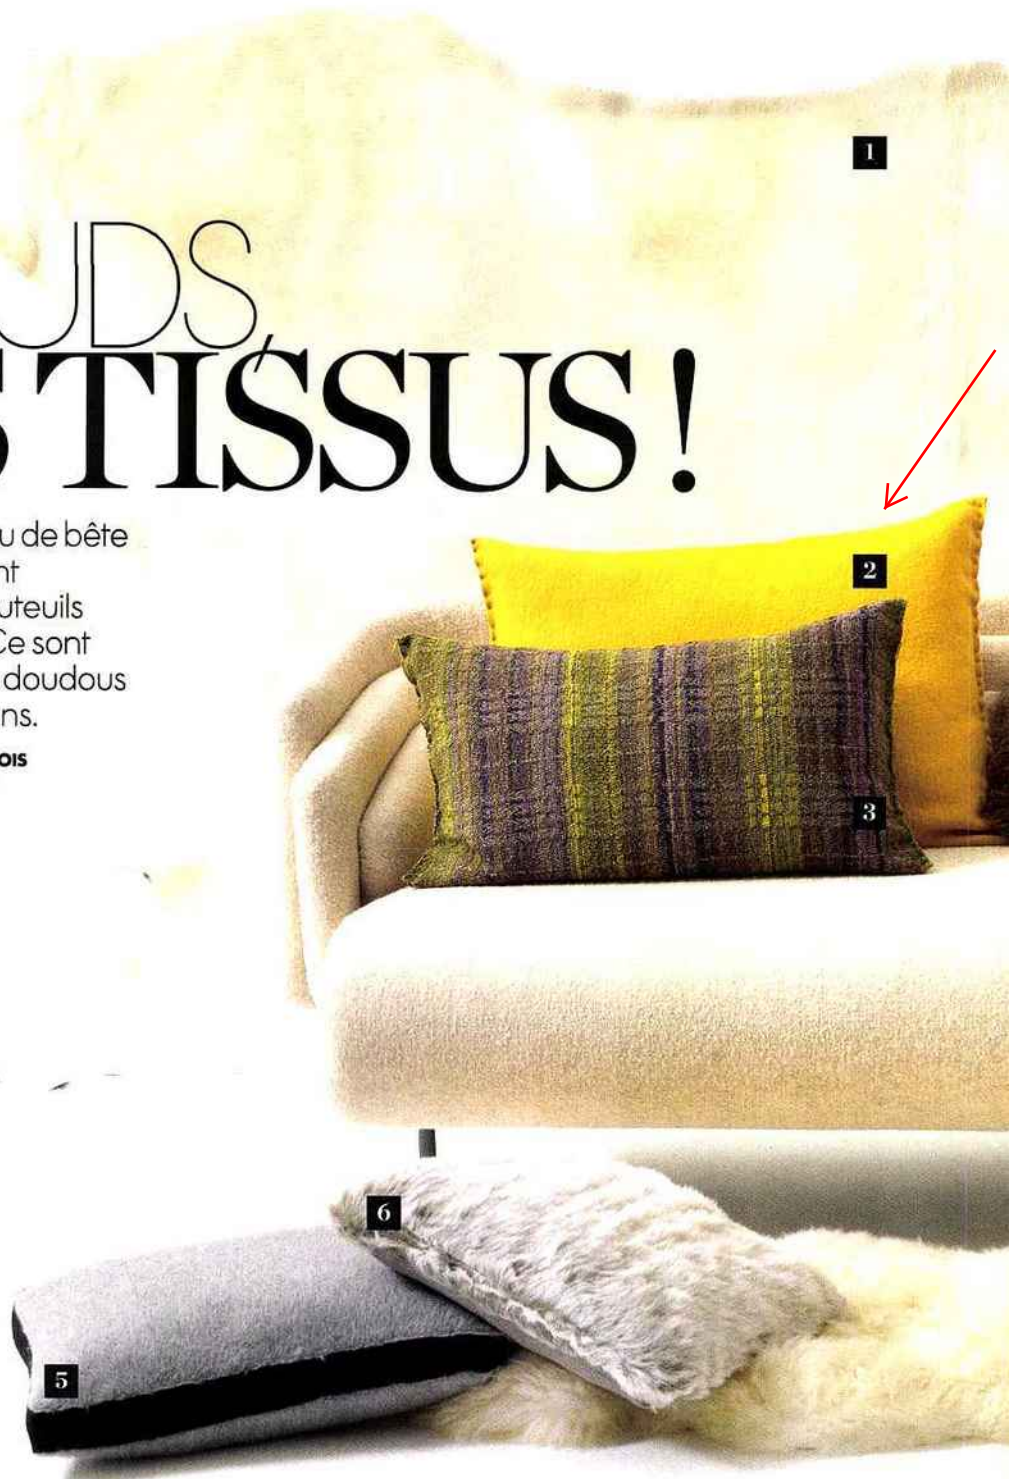 1
UDS,
S TISSUS !
u de bête
nt
uteuils
Ce sont
doudous
ns.
OIS
2
3
6
5